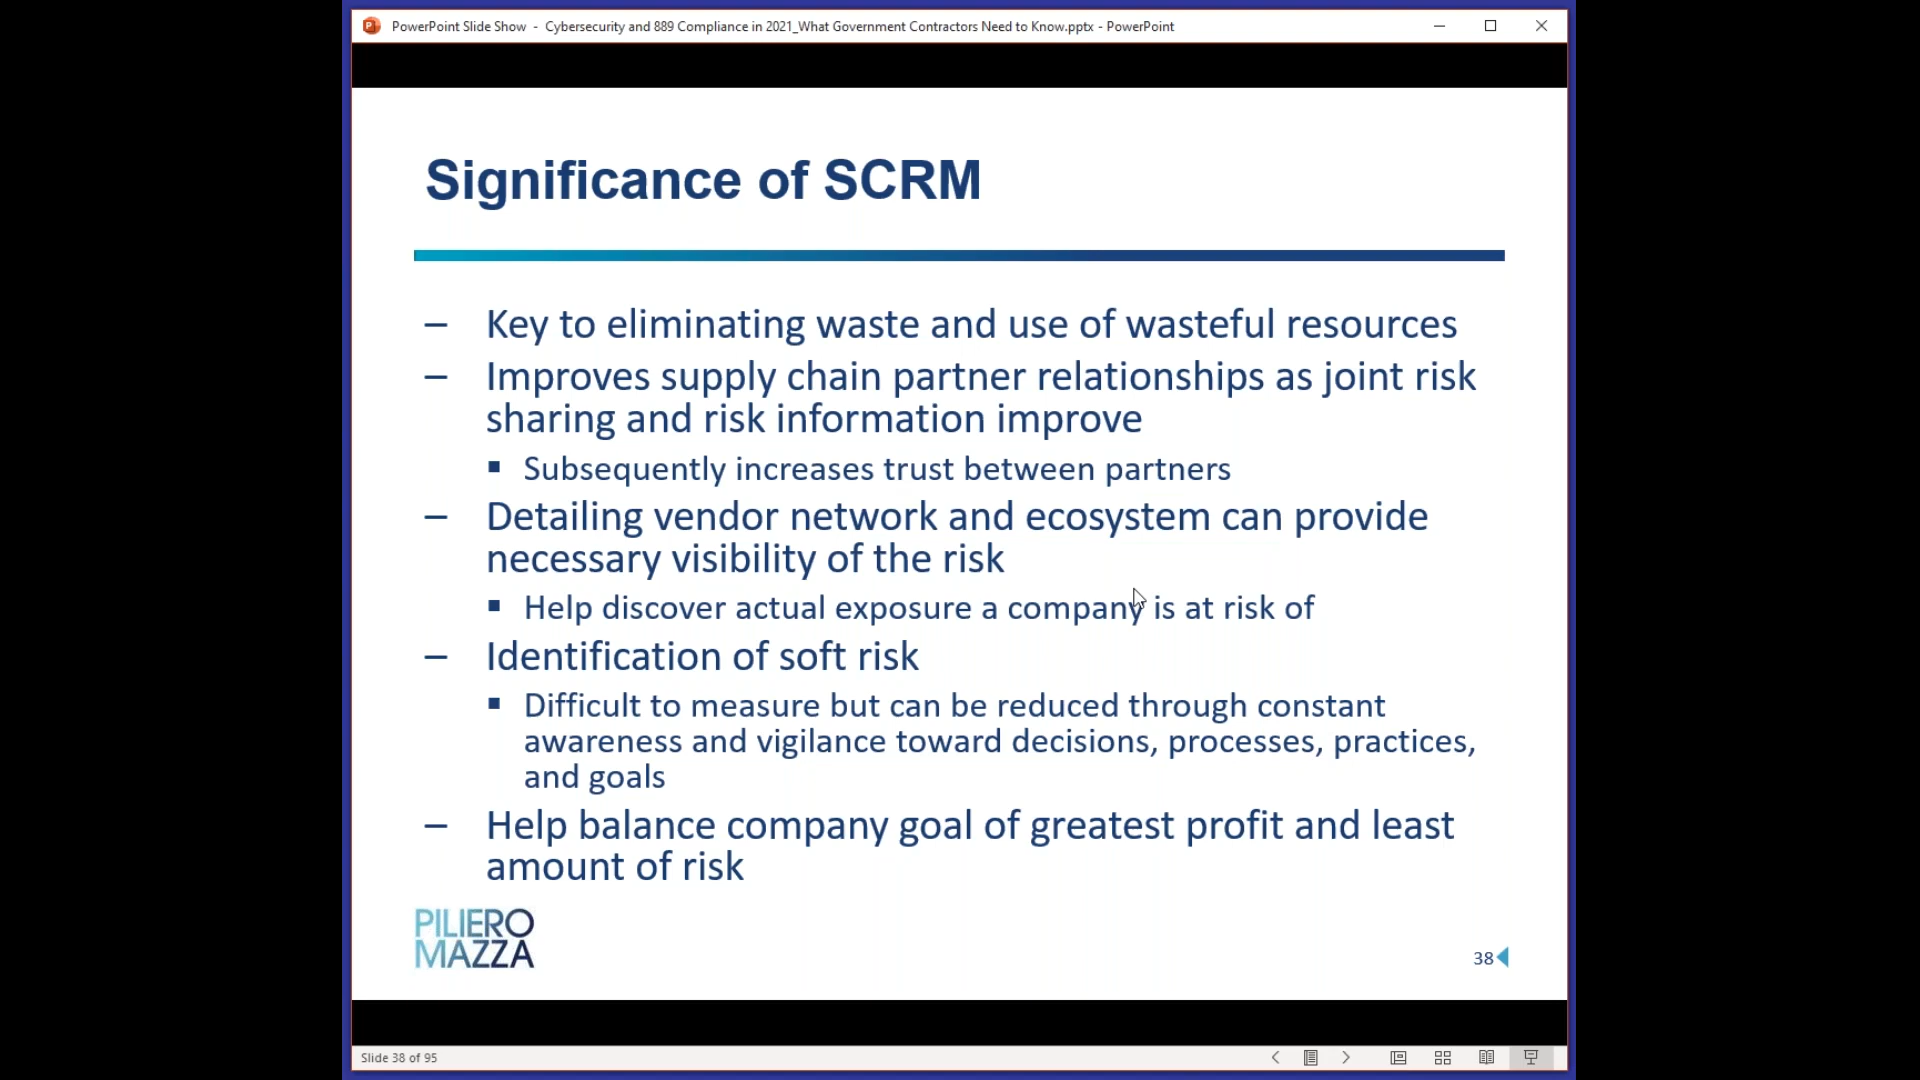 PowerPoint Slide Show - Cybersecurity and 889 Compliance in 2021_What Government Contractors Need to Know.pptx - PowerPoint
Significance of SCRM
– Key to eliminating waste and use of wasteful resources
– Improves supply chain partner relationships as joint risk
sharing and risk information improve
▪ Subsequently increases trust between partners
– Detailing vendor network and ecosystem can provide
necessary visibility of the risk
▪ Help discover actual exposure a company is at risk of
– Identification of soft risk
▪ Difficult to measure but can be reduced through constant
awareness and vigilance toward decisions, processes, practices,
and goals
– Help balance company goal of greatest profit and least
amount of risk
PILIERO
MAZZA
38
Slide 38 of 95